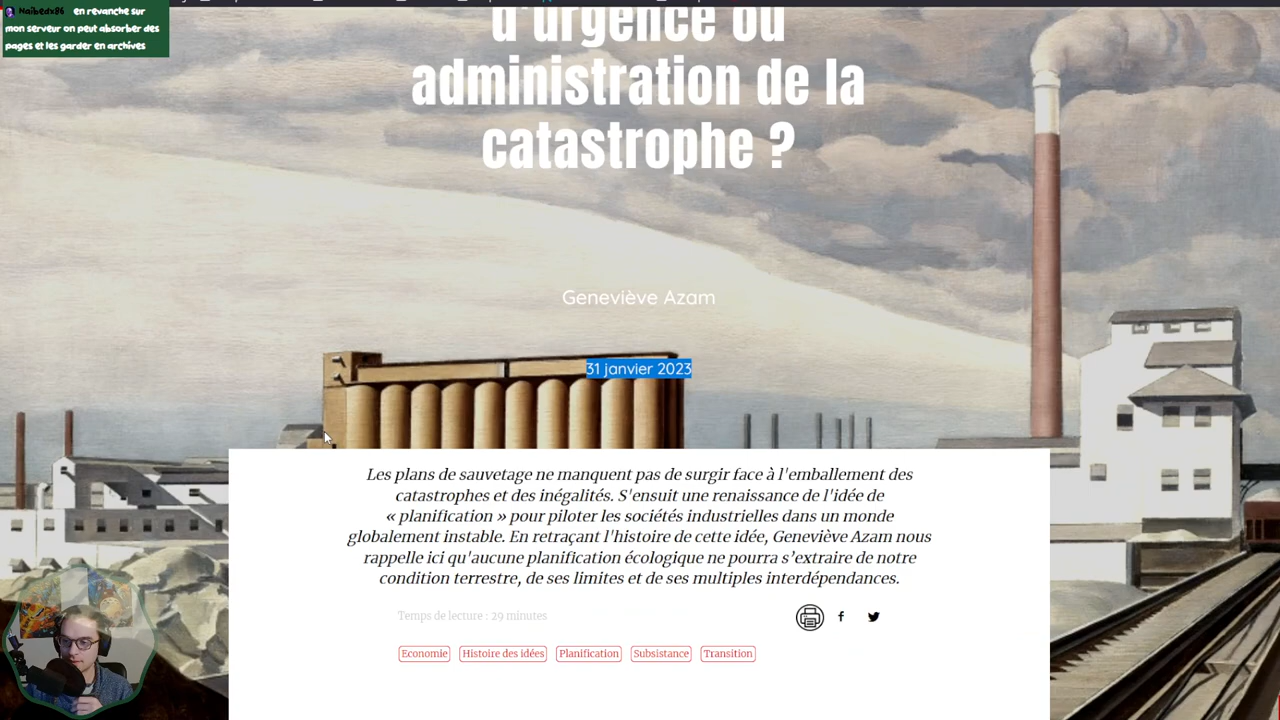 Naibedx86 en revanche sur
mon serveur on peut absorber des
pages et les garder en archives
d'urgence ou
administration de la
catastrophe ?
Geneviève Azam
31 janvier 2023
Les plans de sauvetage ne manquent pas de surgir face à l'emballement des
catastrophes et des inégalités. S'ensuit une renaissance de l'idée de
« planification » pour piloter les sociétés industrielles dans un monde
globalement instable. En retraçant l'histoire de cette idée, Geneviève Azam nous
rappelle ici qu'aucune planification écologique ne pourra s’extraire de notre
condition terrestre, de ses limites et de ses multiples interdépendances.
Temps de lecture : 29 minutes
Economie Histoire des idées Planification Subsistance Transition